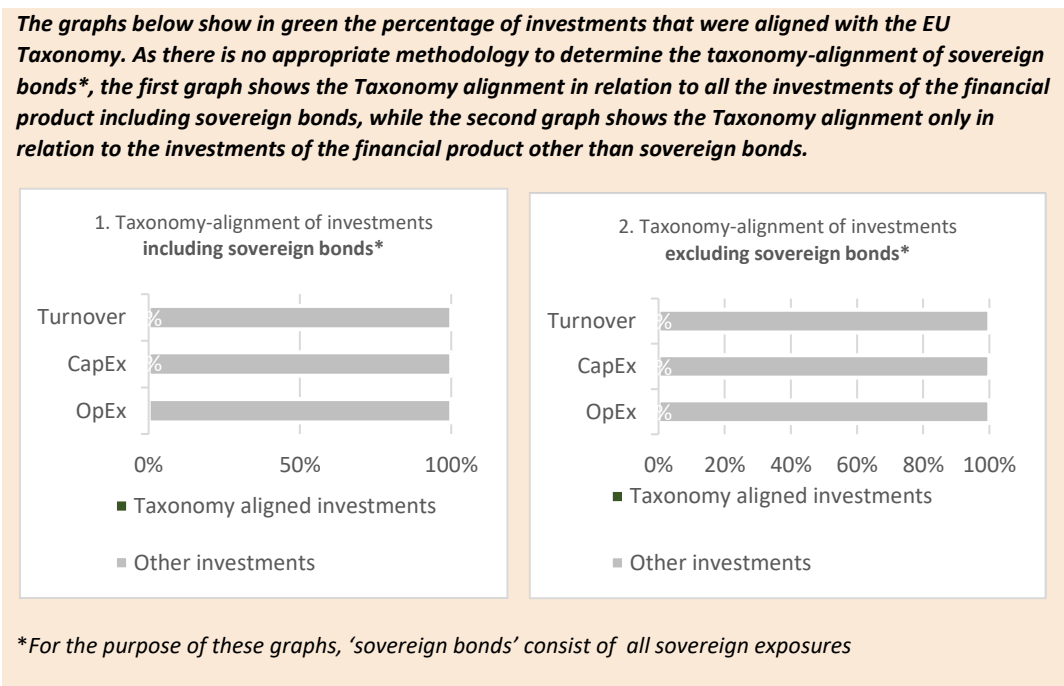 The graphs below show in green the percentage of investments that were aligned with the EU
Taxonomy. As there is no appropriate methodology to determine the taxonomy-alignment of sovereign
bonds*, the first graph shows the Taxonomy alignment in relation to all the investments of the financial
product including sovereign bonds, while the second graph shows the Taxonomy alignment only in
relation to the investments of the financial product other than sovereign bonds.
1. Taxonomy-alignment of investments
including sovereign bonds*
Turnover
%
CapEx
%
OpEx
0% 50% 100%
Taxonomy aligned investments
Other investments
2. Taxonomy-alignment of investments
excluding sovereign bonds*
Turnover
%
CapEx
%
OpEx
%
0% 20% 40% 60% 80% 100%
Taxonomy aligned investments
Other investments
*For the purpose of these graphs, ‘sovereign bonds’ consist of all sovereign exposures